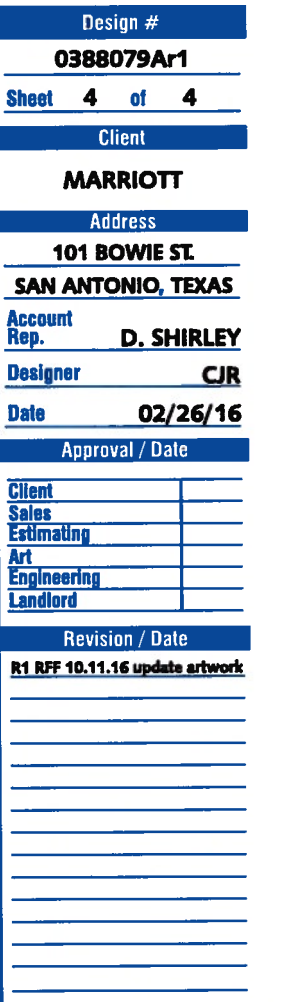 Design #
0388079Ar1
Sheet 4 of 4
Client
MARRIOTT
Address
101 BOWIE ST.
SAN ANTONIO, TEXAS
Account
Rep. D. SHIRLEY
Designer CJR
Date 02/26/16
Approval / Date
Client
Sales
Estimating
Art
Engineering
Landlord
Revision / Date
R1 RFF 10.11.16 update artwork